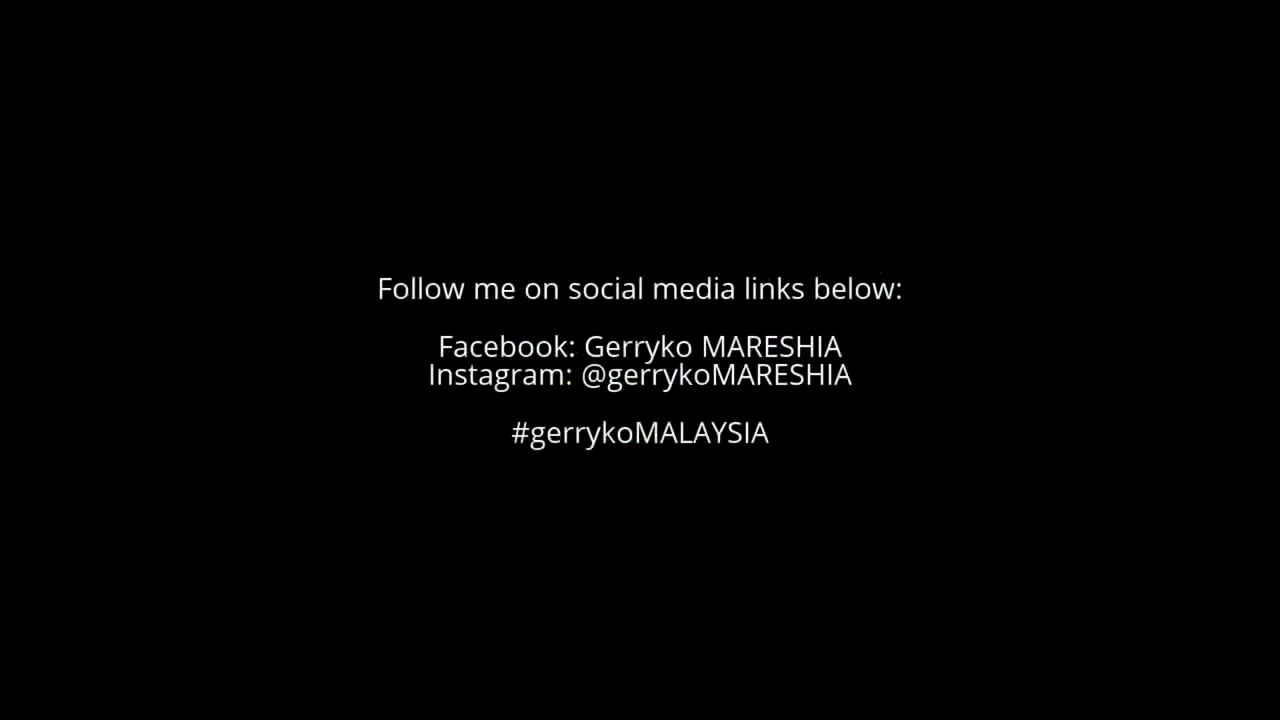 Follow me on social media links below:
Facebook: Gerryko MARESHIA
Instagram: @gerrykoMARESHIA
#gerrykoMALAYSIA